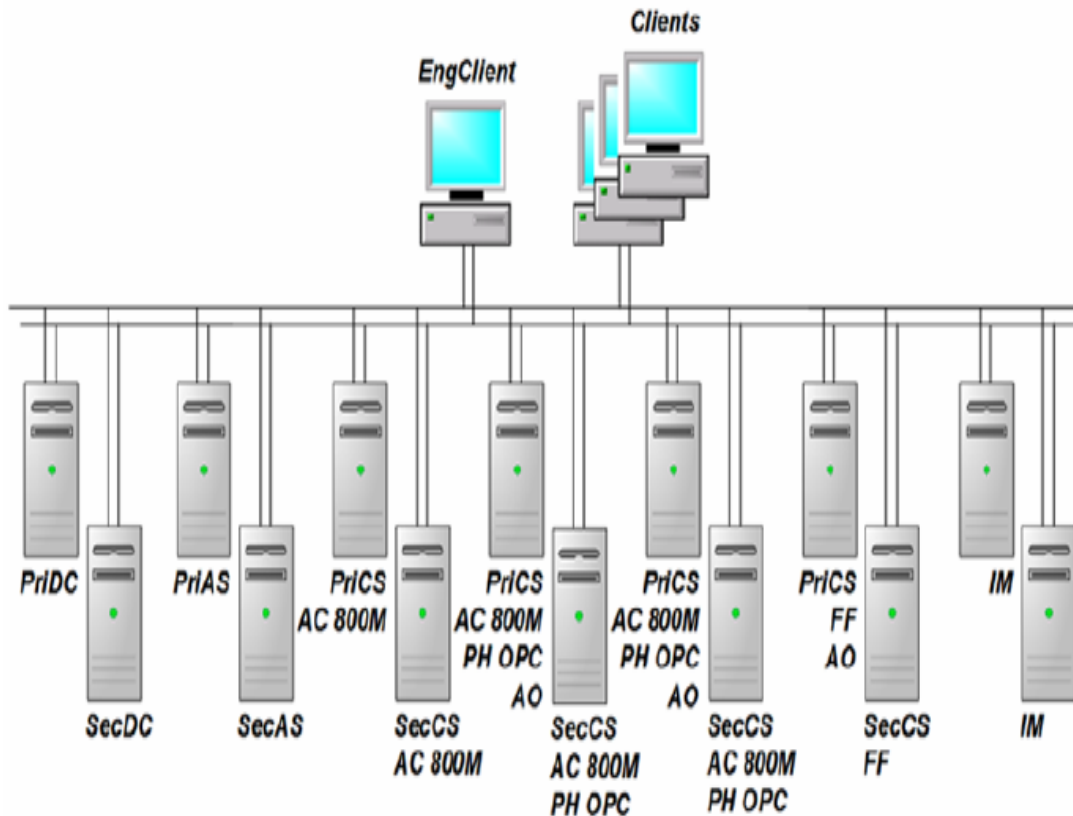 Clients
EngClient
PriDC
PriAS
PriCS
AC 800M
PriCS
AC 800M
PH OPC
AO
PriCS
AC 800M
PH OPC
AO
PriCS
FF
AO
IM
SecDC
SecAS
SecCS
AC 800M
SecCS
AC 800M
PH OPC
SecCS
AC 800M
PH OPC
SecCS
FF
IM